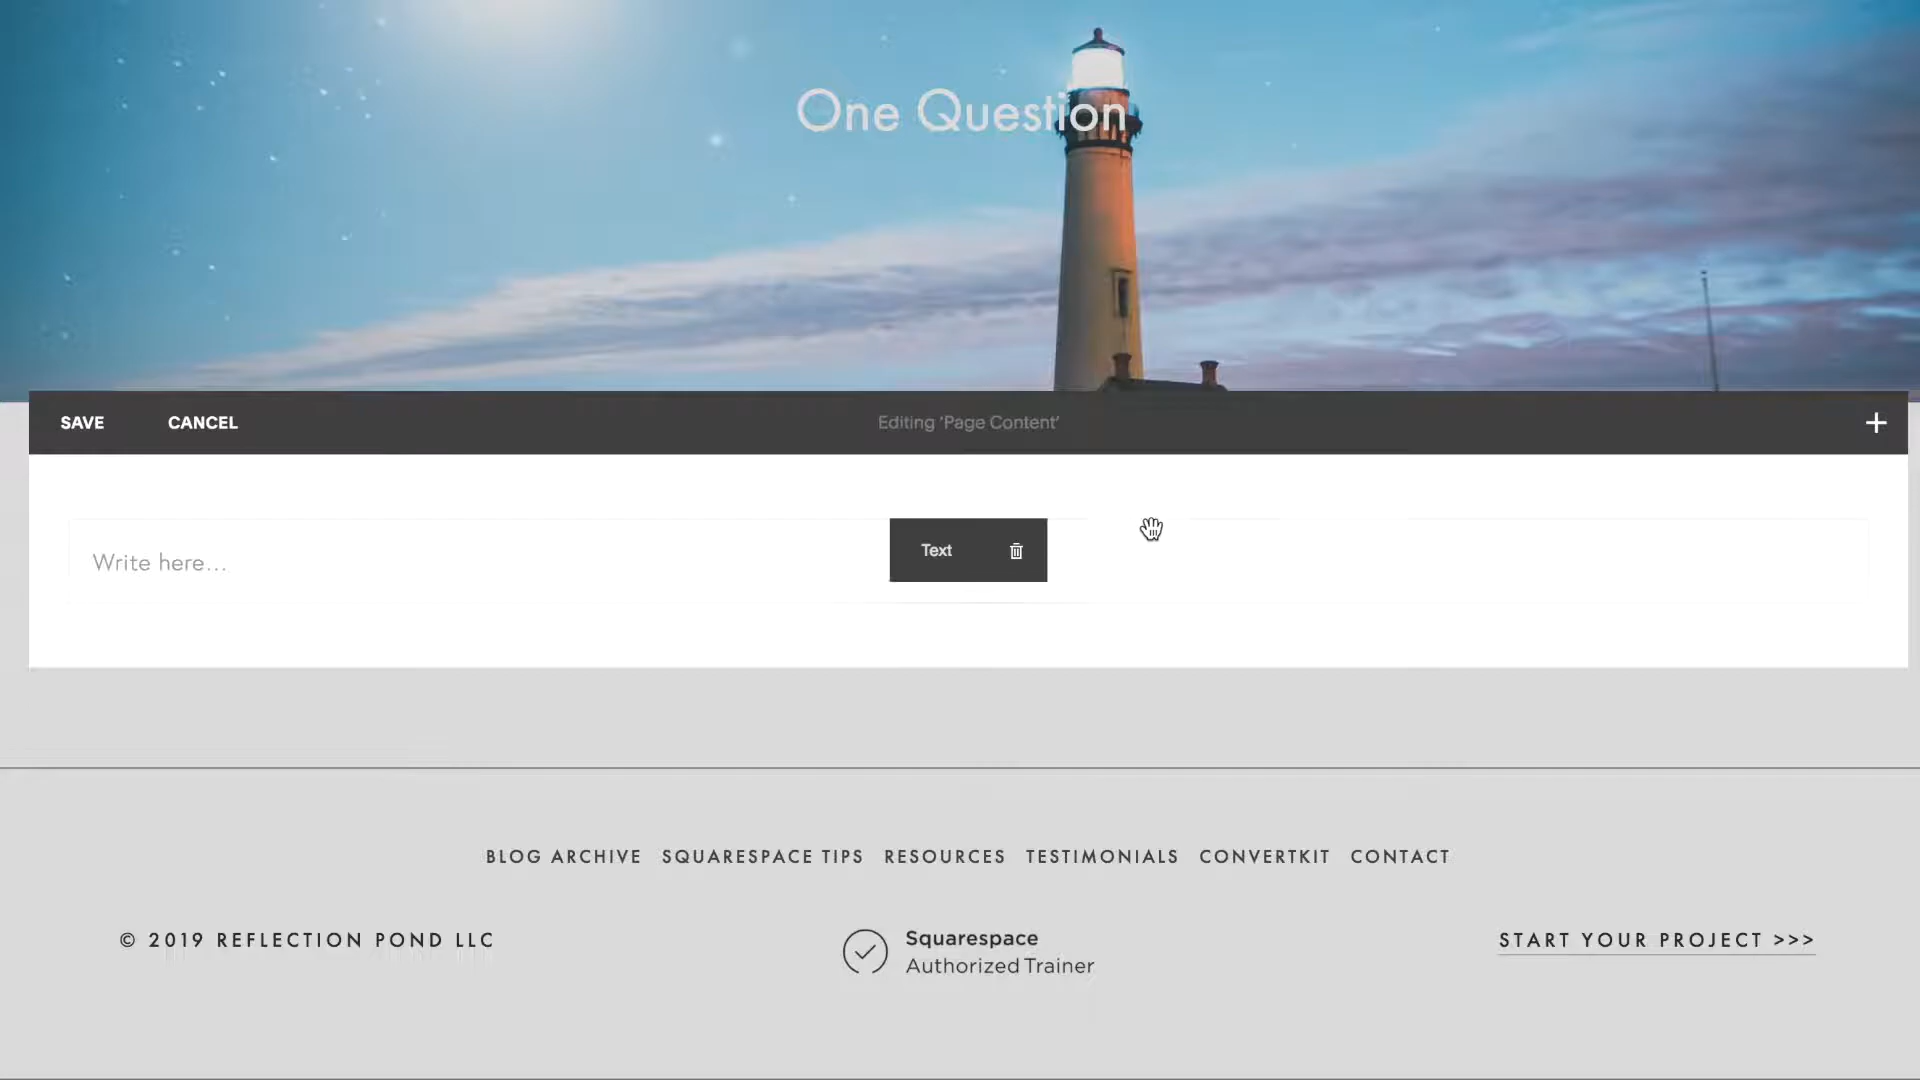 One Question
SAVE CANCEL Editing ‘Page Content’ +
Text
Write here...
BLOG ARCHIVE SQUARESPACE TIPS RESOURCES TESTIMONIALS CONVERTKIT CONTACT
© 2019 REFLECTION POND LLC
Squarespace
Authorized Trainer
START YOUR PROJECT >>>